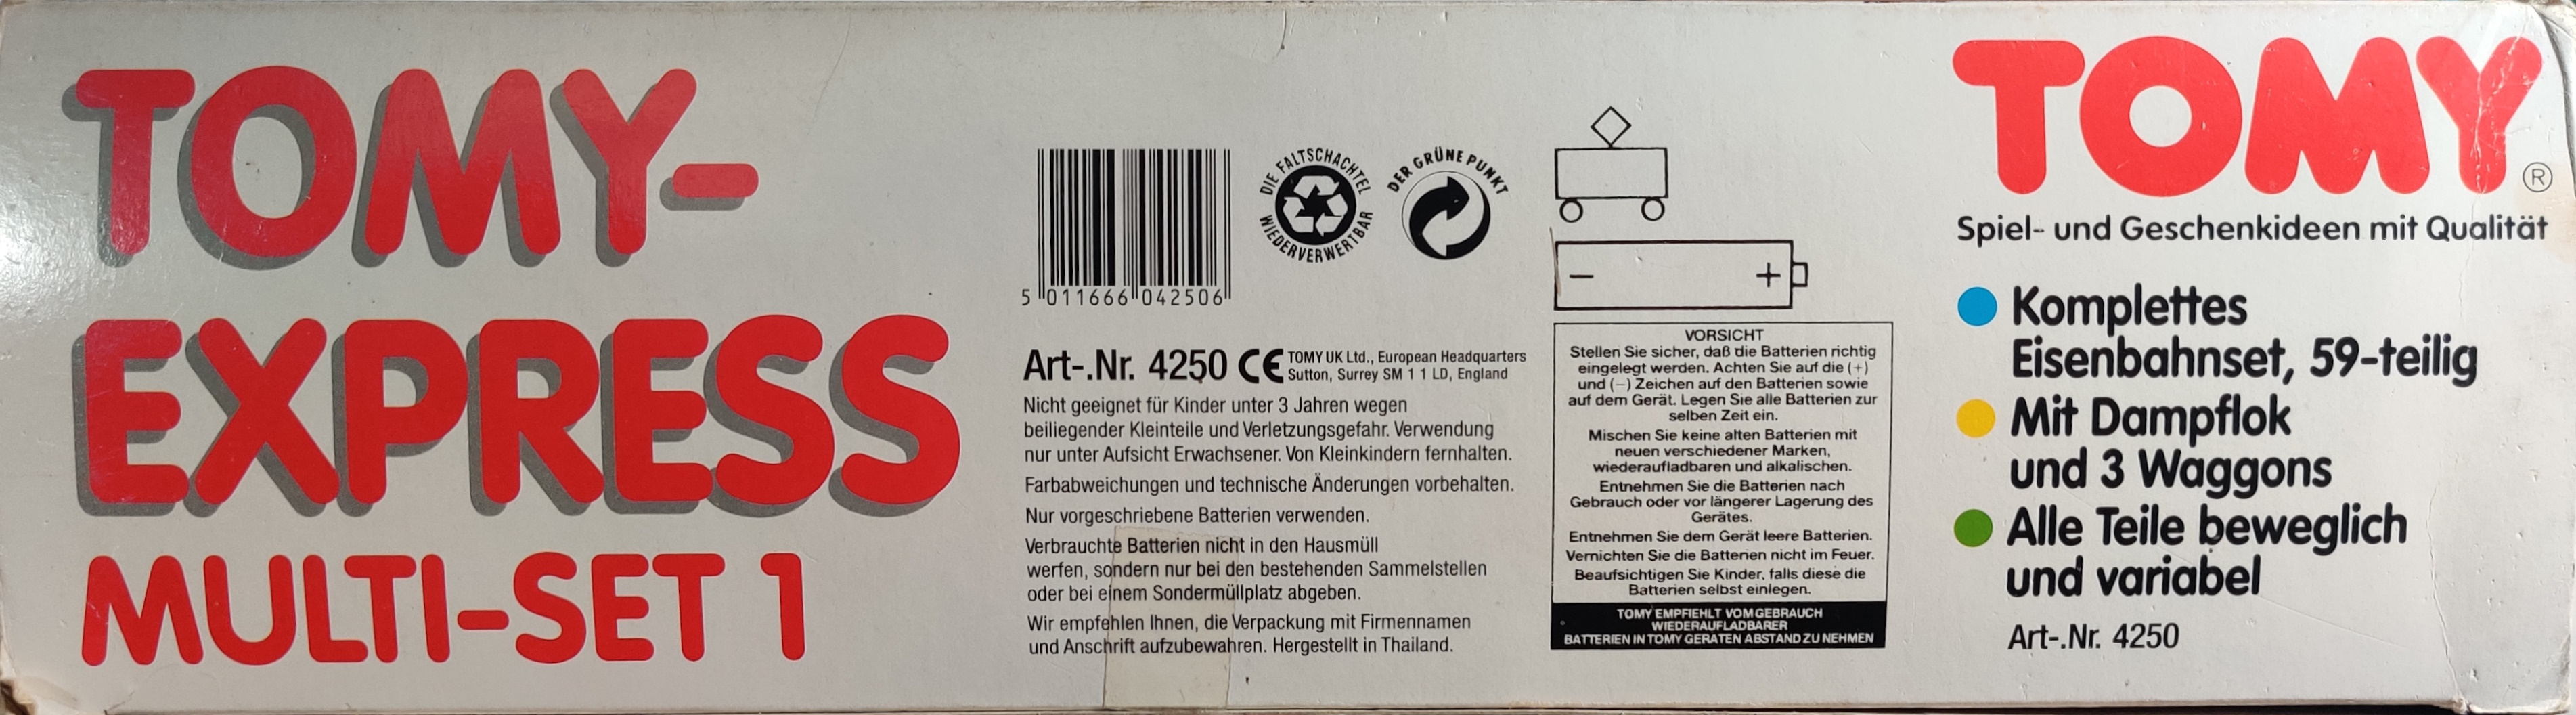 TOMY-
EXPRESS
MULTI-SET 1
5 011666 042506
DIE FALTSCHACHTEL
WIEDERVERWERTBAR
DER GRÜNE PUNKT
Art-.Nr. 4250 CE
TOMY UK Ltd., European Headquarters
Sutton, Surrey SM 1 1 LD, England
Nicht geeignet für Kinder unter 3 Jahren wegen
beiliegender Kleinteile und Verletzungsgefahr. Verwendung
nur unter Aufsicht Erwachsener. Von Kleinkindern fernhalten.
Farbabweichungen und technische Änderungen vorbehalten.
Nur vorgeschriebene Batterien verwenden.
Verbrauchte Batterien nicht in den Hausmüll
werfen, sondern nur bei den bestehenden Sammelstellen
oder bei einem Sondermüllplatz abgeben.
Wir empfehlen Ihnen, die Verpackung mit Firmennamen
und Anschrift aufzubewahren. Hergestellt in Thailand.
− +
VORSICHT
Stellen Sie sicher, daß die Batterien richtig
eingelegt werden. Achten Sie auf die (+)
und (−) Zeichen auf den Batterien sowie
auf dem Gerät. Legen Sie alle Batterien zur
selben Zeit ein.
Mischen Sie keine alten Batterien mit
neuen verschiedener Marken,
wiederaufladbaren und alkalischen.
Entnehmen Sie die Batterien nach
Gebrauch oder vor längerer Lagerung des
Gerätes.
Entnehmen Sie dem Gerät leere Batterien.
Vernichten Sie die Batterien nicht im Feuer.
Beaufsichtigen Sie Kinder, falls diese die
Batterien selbst einlegen.
TOMY EMPFIEHLT VOM GEBRAUCH
WIEDERAUFLADBARER
BATTERIEN IN TOMY GERATEN ABSTAND ZU NEHMEN
TOMY®
Spiel- und Geschenkideen mit Qualität
Komplettes
Eisenbahnset, 59-teilig
Mit Dampflok
und 3 Waggons
Alle Teile beweglich
und variabel
Art-.Nr. 4250